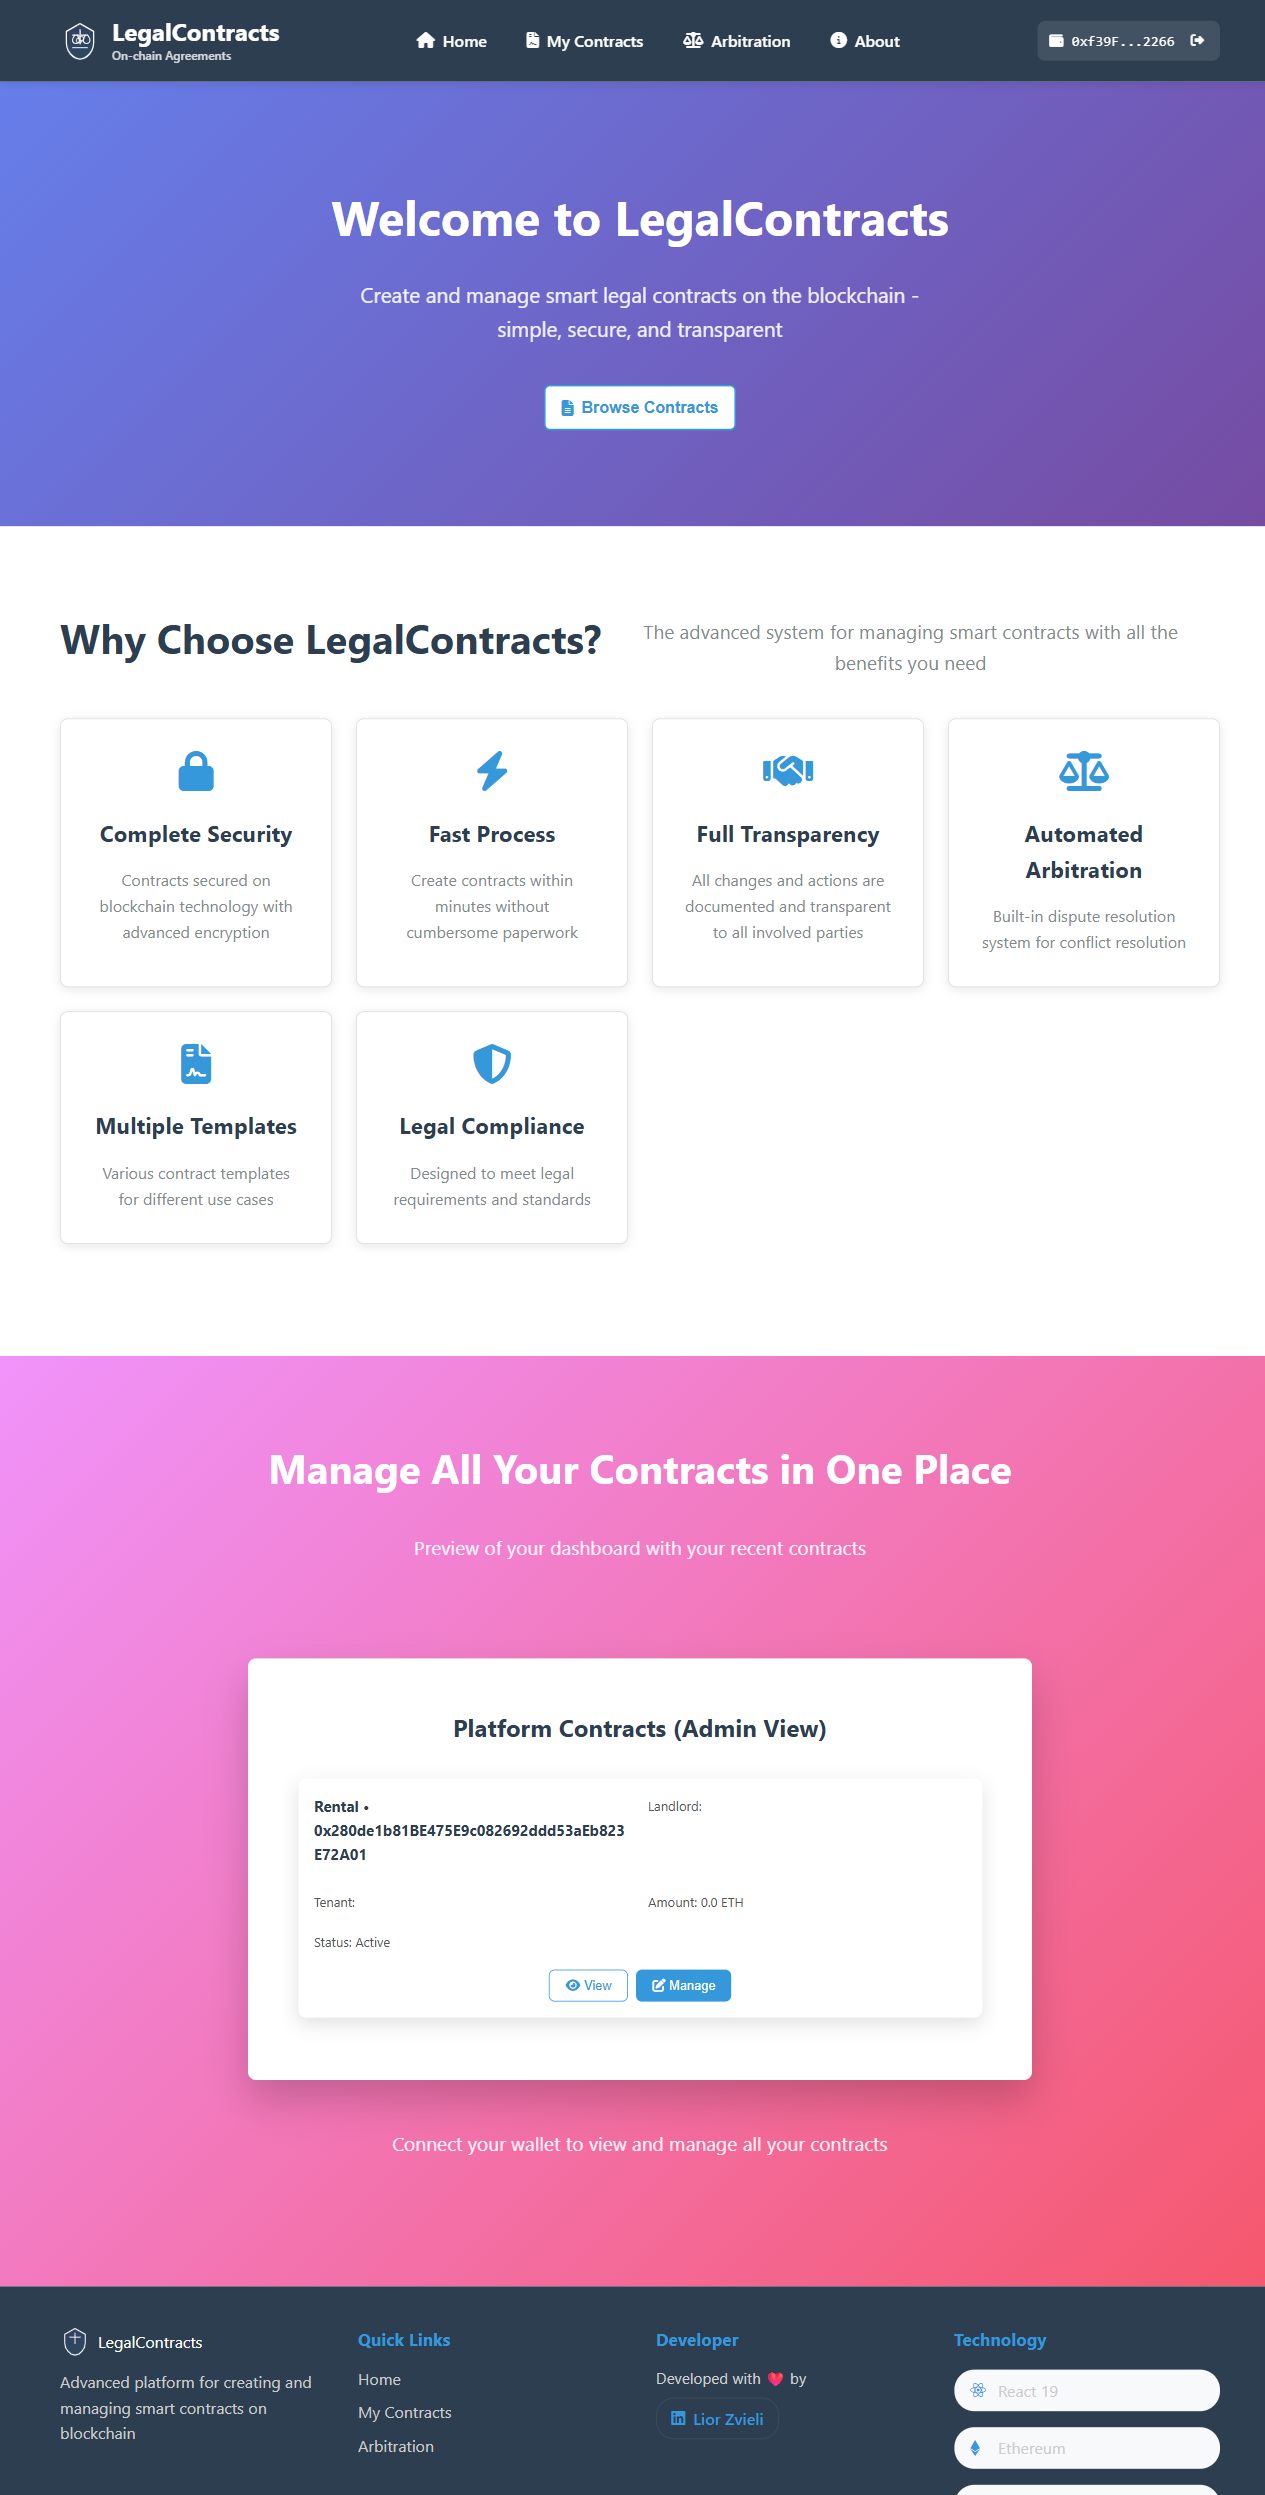 LegalContracts
On-chain Agreements
Home
My Contracts
Arbitration
About
0xf39F...2266
Welcome to LegalContracts
Create and manage smart legal contracts on the blockchain -
simple, secure, and transparent
Browse Contracts
Why Choose LegalContracts?
The advanced system for managing smart contracts with all the
benefits you need
Complete Security
Contracts secured on
blockchain technology with
advanced encryption
Fast Process
Create contracts within
minutes without
cumbersome paperwork
Full Transparency
All changes and actions are
documented and transparent
to all involved parties
Automated
Arbitration
Built-in dispute resolution
system for conflict resolution
Multiple Templates
Various contract templates
for different use cases
Legal Compliance
Designed to meet legal
requirements and standards
Manage All Your Contracts in One Place
Preview of your dashboard with your recent contracts
Platform Contracts (Admin View)
Rental •
0x280de1b81BE475E9c082692ddd53aEb823
E72A01
Landlord:
Tenant:
Amount: 0.0 ETH
Status: Active
View
Manage
Connect your wallet to view and manage all your contracts
LegalContracts
Advanced platform for creating and
managing smart contracts on
blockchain
Quick Links
Home
My Contracts
Arbitration
Developer
Developed with ❤️ by
Lior Zvieli
Technology
React 19
Ethereum